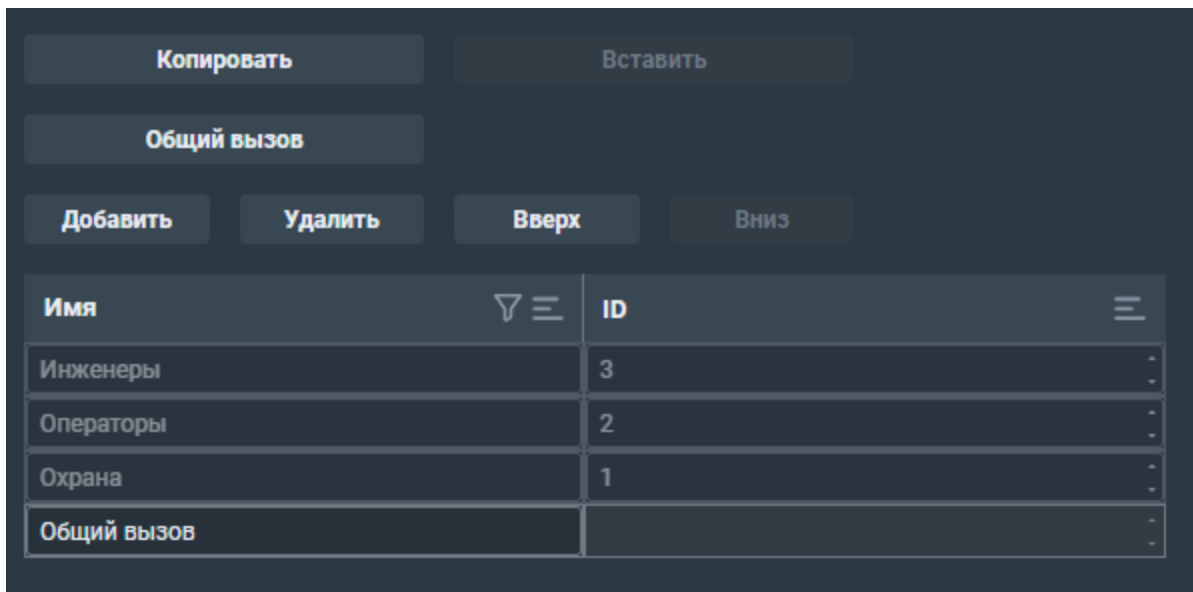 Копировать Вставить
Общий вызов
Добавить Удалить Вверх Вниз
Имя ID
Инженеры 3
Операторы 2
Охрана 1
Общий вызов